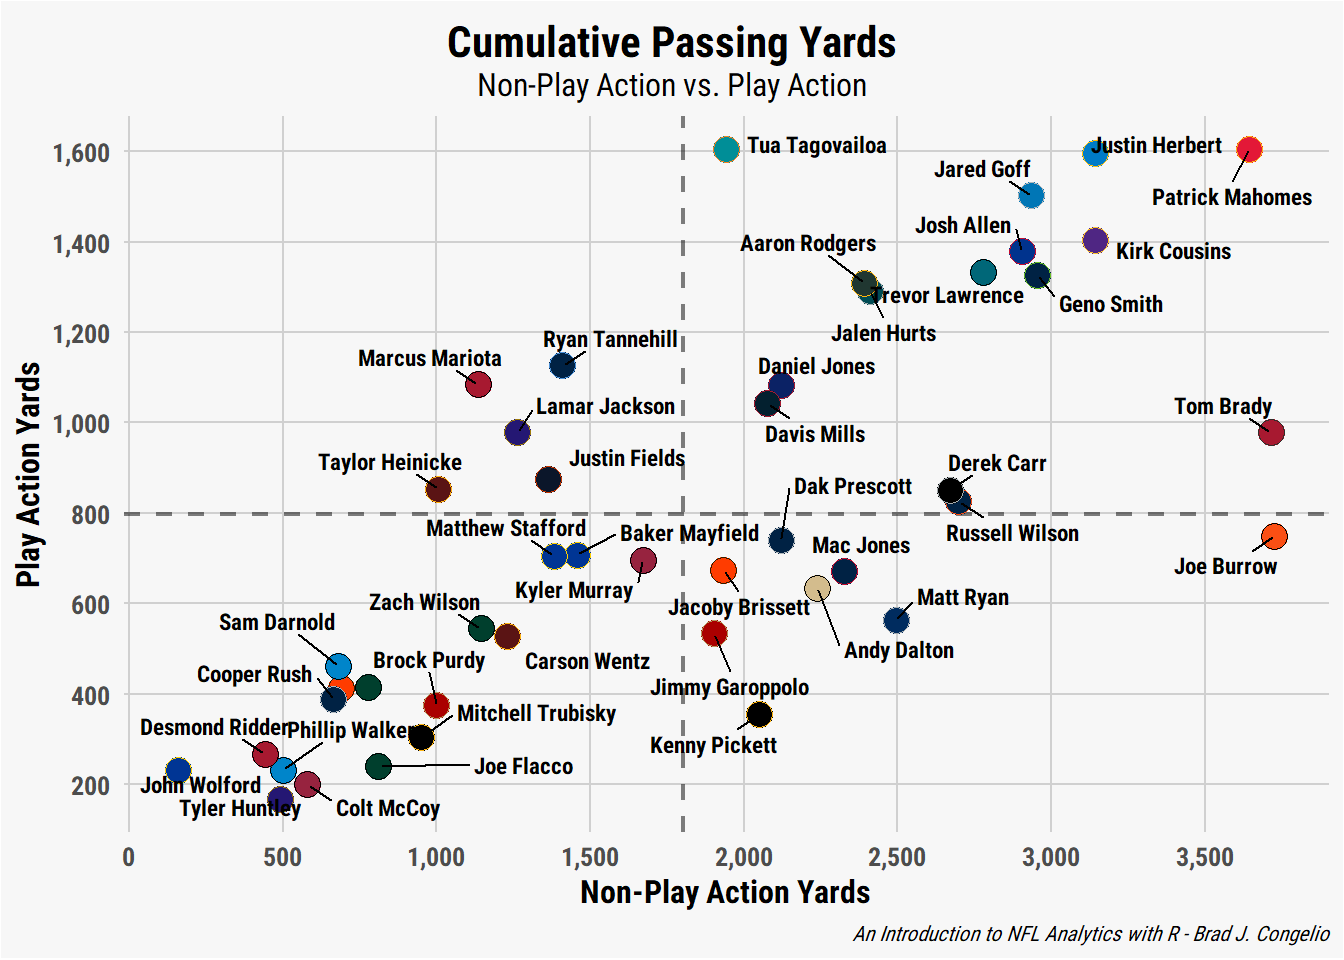 Cumulative Passing Yards
Non-Play Action vs. Play Action
Tua Tagovailoa
Justin Herbert
Jared Goff
Patrick Mahomes
Josh Allen
Aaron Rodgers
Kirk Cousins
Trevor Lawrence
Geno Smith
Jalen Hurts
Ryan Tannehill
Marcus Mariota
Daniel Jones
Lamar Jackson
Tom Brady
Davis Mills
Taylor Heinicke
Justin Fields
Derek Carr
Dak Prescott
Matthew Stafford
Baker Mayfield
Russell Wilson
Mac Jones
Joe Burrow
Kyler Murray
Zach Wilson
Jacoby Brissett
Matt Ryan
Sam Darnold
Andy Dalton
Brock Purdy
Carson Wentz
Cooper Rush
Jimmy Garoppolo
Mitchell Trubisky
Desmond Ridder
Phillip Walker
Kenny Pickett
Joe Flacco
John Wolford
Tyler Huntley
Colt McCoy
1,600
1,400
1,200
1,000
800
600
400
200
Play Action Yards
0 500 1,000 1,500 2,000 2,500 3,000 3,500
Non-Play Action Yards
An Introduction to NFL Analytics with R - Brad J. Congelio